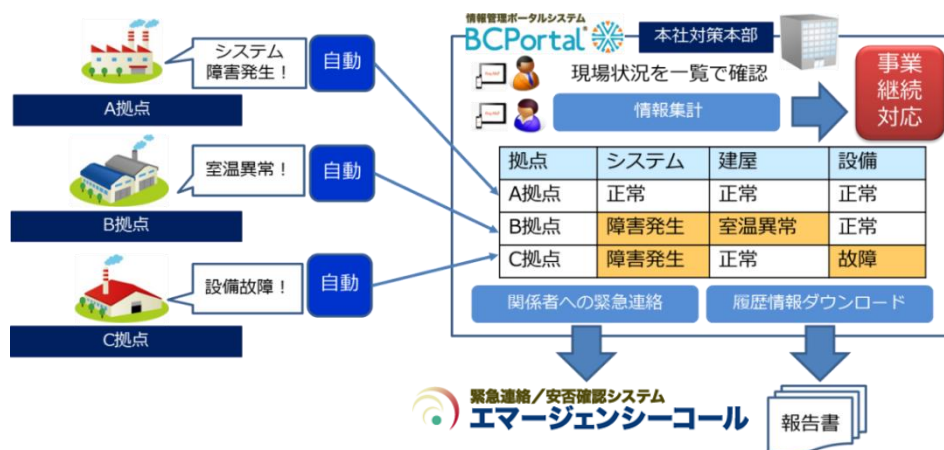 システム
障害発生！
自動
A拠点
室温異常！
自動
B拠点
設備故障！
自動
C拠点
情報管理ポータルシステム
BCPortal®
本社対策本部
現場状況を一覧で確認
情報集計
事業
継続
対応
拠点 システム 建屋 設備
A拠点 正常 正常 正常
B拠点 障害発生 室温異常 正常
C拠点 障害発生 正常 故障
関係者への緊急連絡
履歴情報ダウンロード
緊急連絡／安否確認システム
エマージェンシーコール
報告書